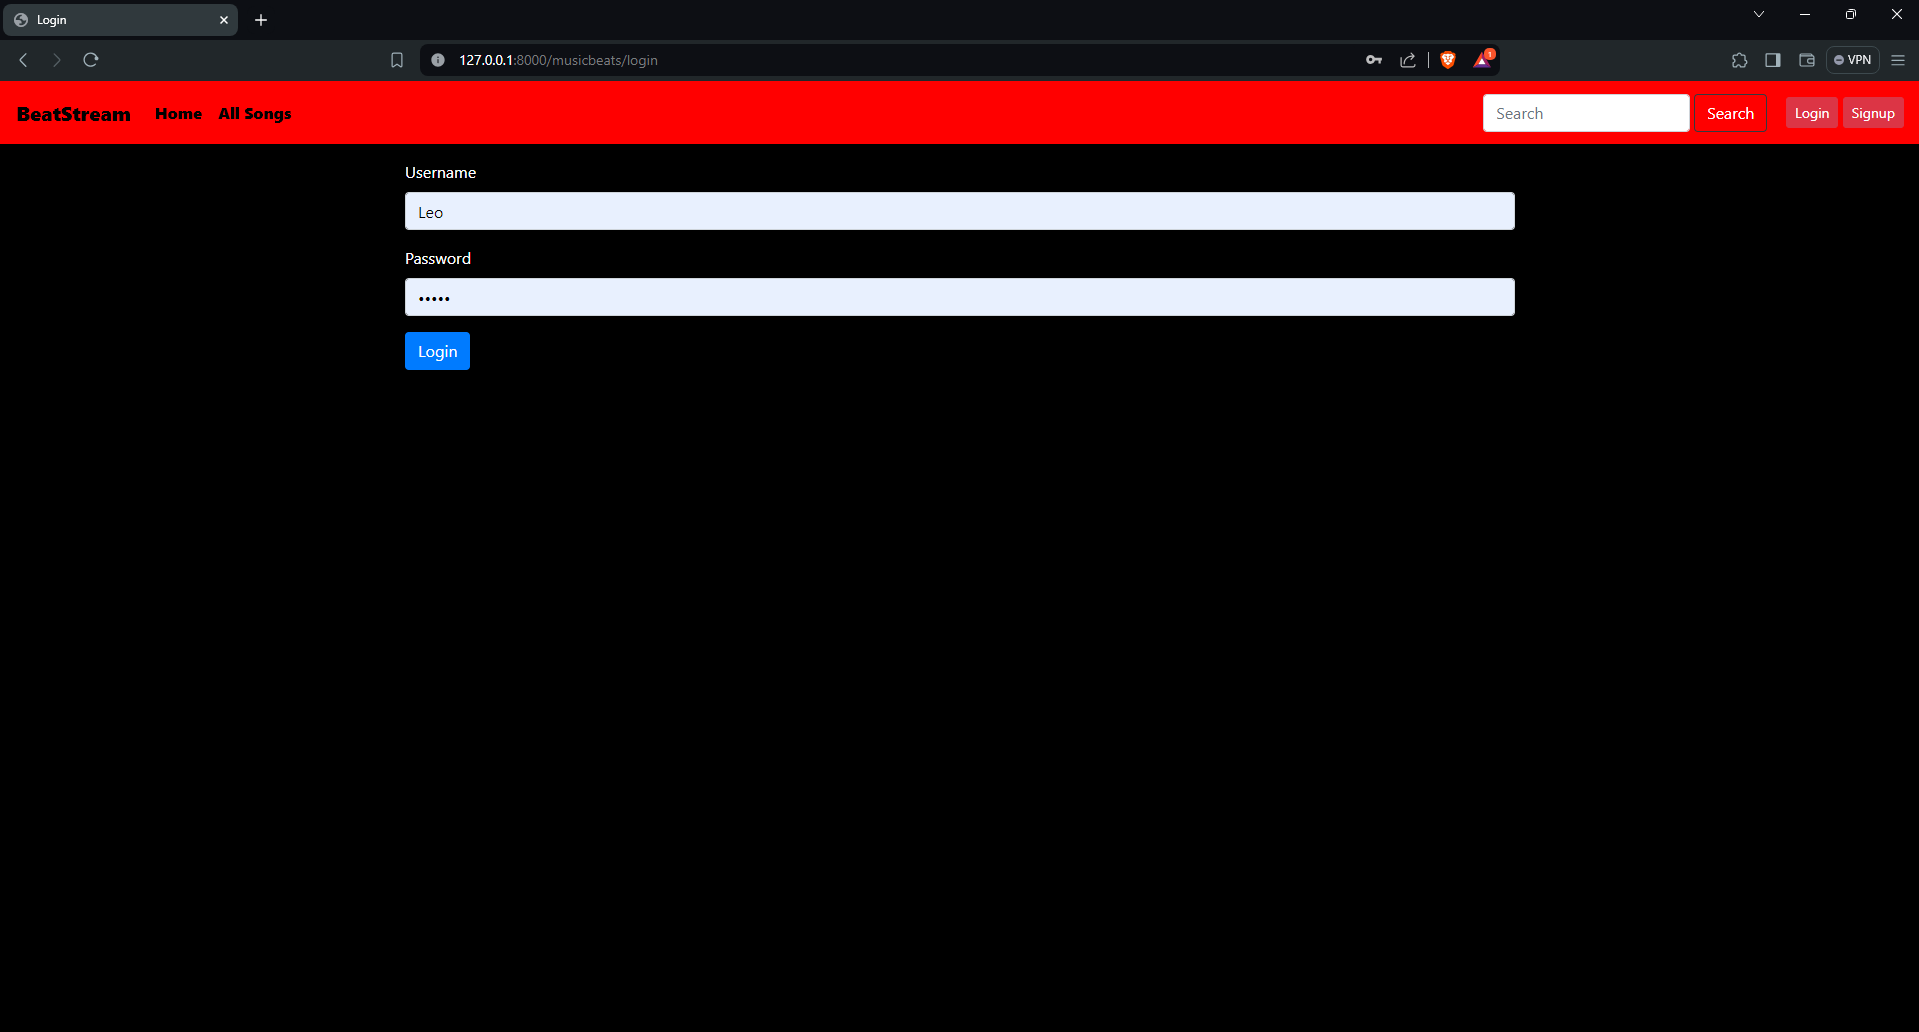 Login
127.0.0.1:8000/musicbeats/login
1
VPN
BeatStream Home All Songs Search Search Login Signup
Username
Leo
Password
•••••
Login